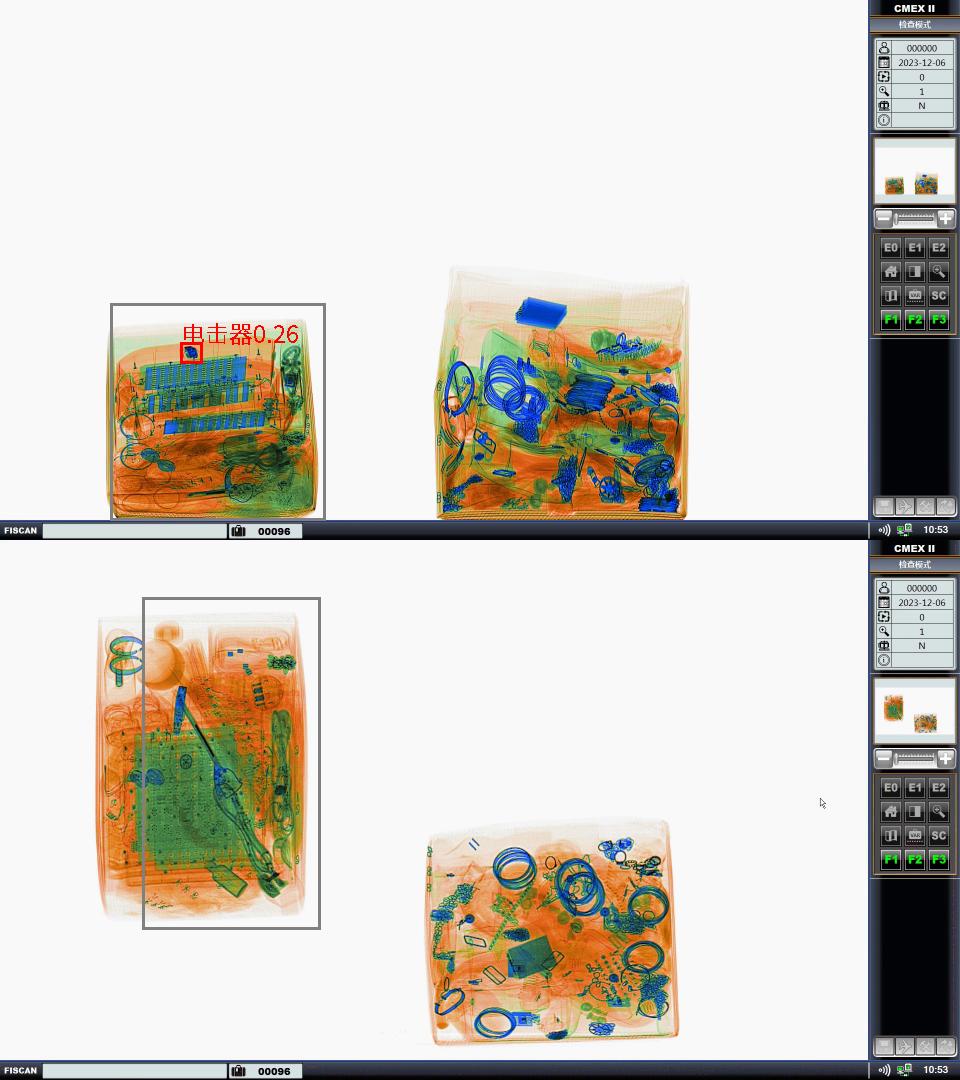 CMEX II
检查模式
000000
2023-12-06
0
1
N
E0 E1 E2
VAR SC
F1 F2 F3
电击器0.26
FISCAN 00096 10:53
CMEX II
检查模式
000000
2023-12-06
0
1
N
E0 E1 E2
VAR SC
F1 F2 F3
FISCAN 00096 10:53